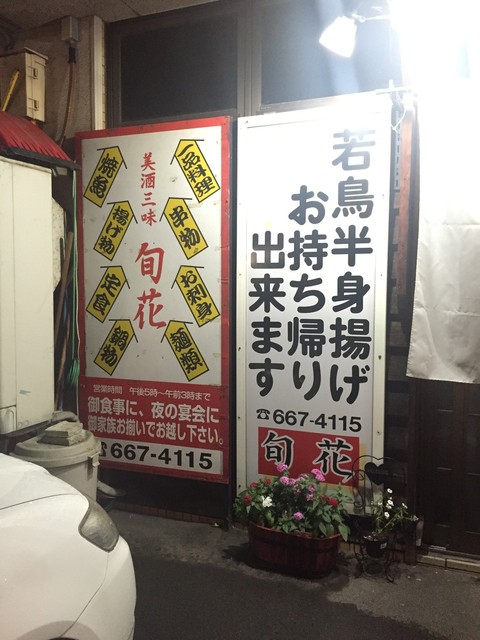 一品料理
串物
お刺身
麺類
美酒三味
旬花
焼魚
揚げ物
定食
鍋物
営業時間 午後5時〜午前3時まで
御食事に、夜の宴会に
御家族お揃いでお越し下さい。
☎667-4115
若鳥半身揚げ
お持ち帰り
出来ます
☎667-4115
旬花